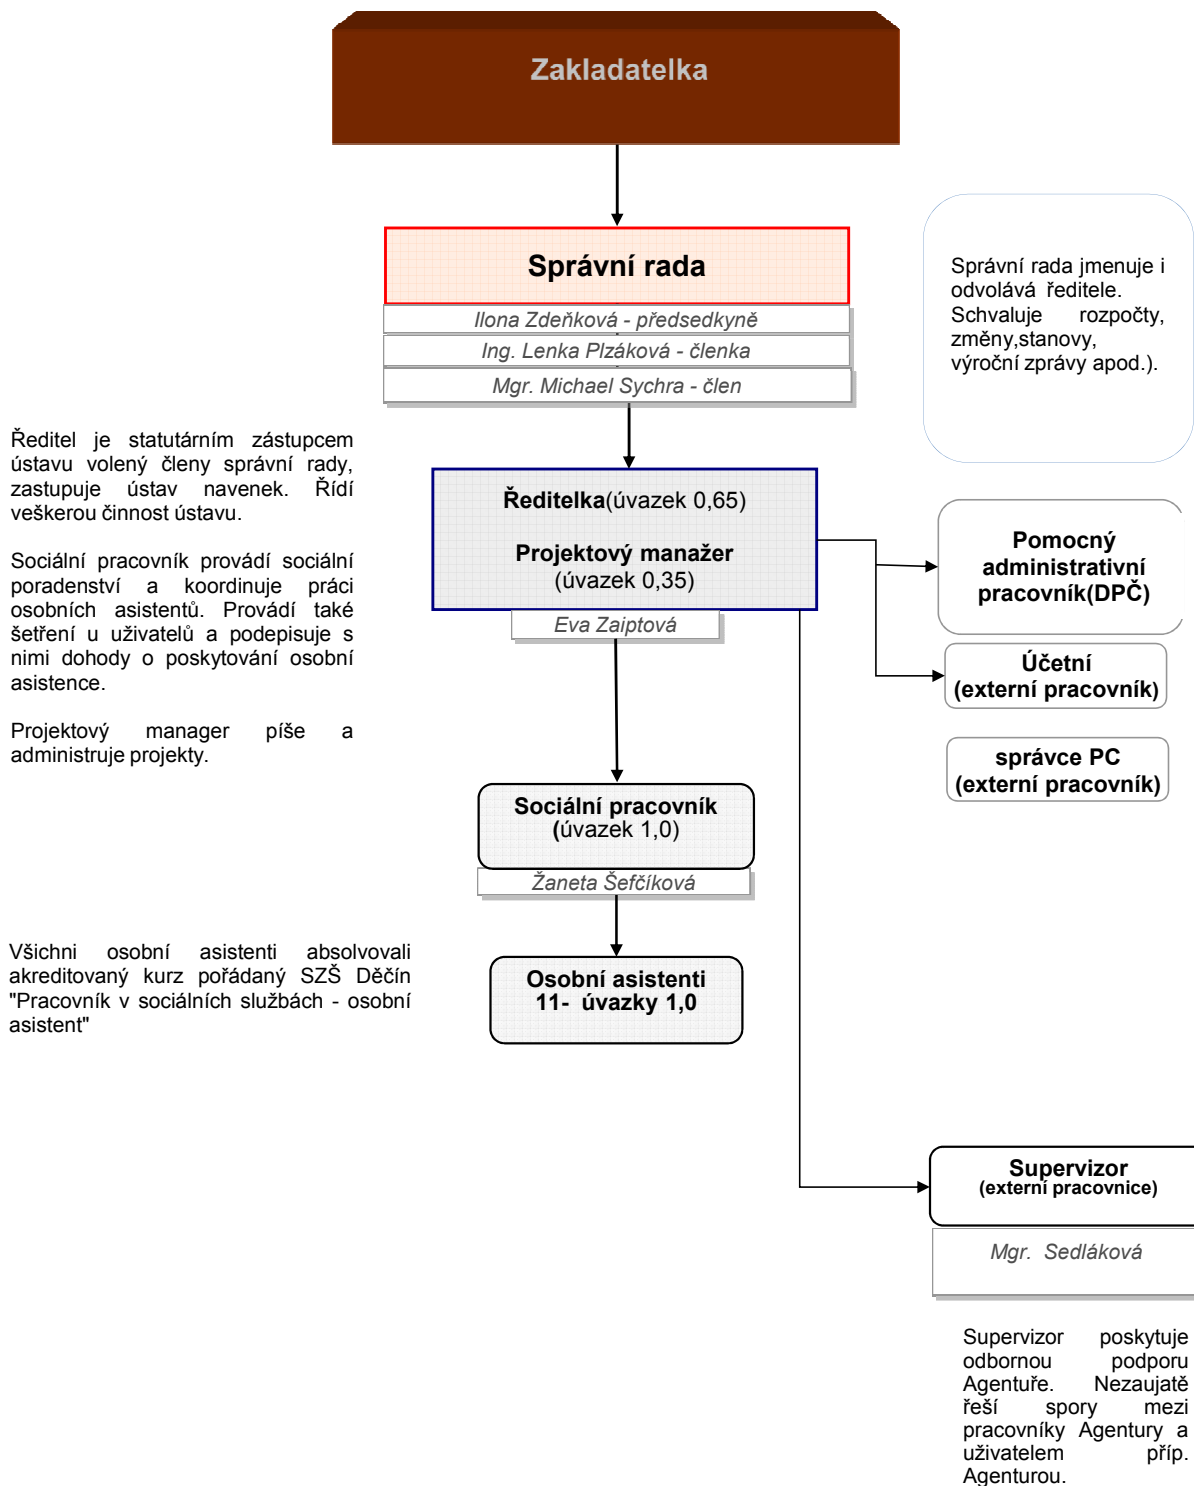 Zakladatelka
Správní rada
Ilona Zdeňková - předsedkyně
Ing. Lenka Plzáková - členka
Mgr. Michael Sychra - člen
Správní rada jmenuje i
odvolává ředitele.
Schvaluje rozpočty,
změny,stanovy,
výroční zprávy apod.).
Ředitel je statutárním zástupcem
ústavu volený členy správní rady,
zastupuje ústav navenek. Řídí
veškerou činnost ústavu.
Sociální pracovník provádí sociální
poradenství a koordinuje práci
osobních asistentů. Provádí také
šetření u uživatelů a podepisuje s
nimi dohody o poskytování osobní
asistence.
Projektový manager píše a
administruje projekty.
Ředitelka(úvazek 0,65)
Projektový manažer
(úvazek 0,35)
Eva Zaiptová
Pomocný
administrativní
pracovník(DPČ)
Účetní
(externí pracovník)
správce PC
(externí pracovník)
Sociální pracovník
(úvazek 1,0)
Žaneta Šefčíková
Všichni osobní asistenti absolvovali
akreditovaný kurz pořádaný SZŠ Děčín
"Pracovník v sociálních službách - osobní
asistent"
Osobní asistenti
11- úvazky 1,0
Supervizor
(externí pracovnice)
Mgr. Sedláková
Supervizor poskytuje
odbornou podporu
Agentuře. Nezaujatě
řeší spory mezi
pracovníky Agentury a
uživatelem příp.
Agenturou.